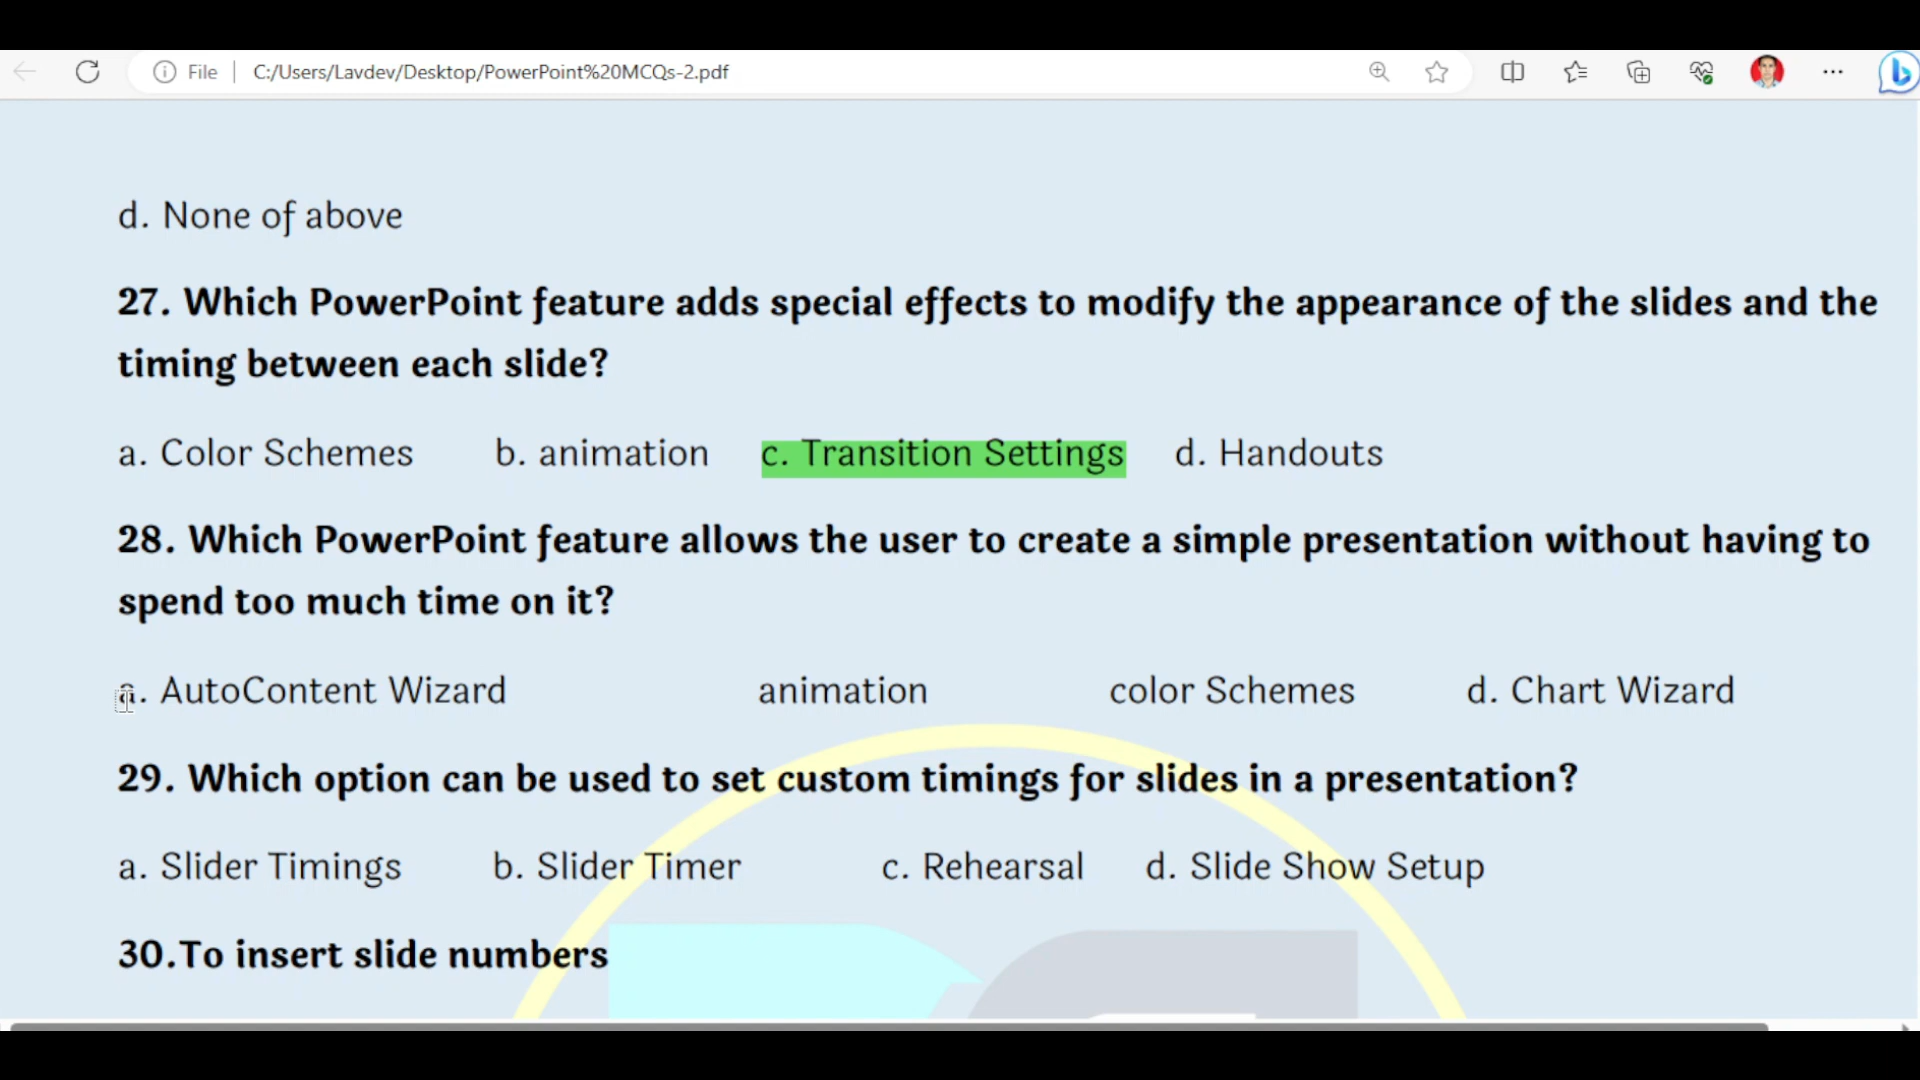 File
C:/Users/Lavdev/Desktop/PowerPoint%20MCQs-2.pdf
d. None of above
27. Which PowerPoint feature adds special effects to modify the appearance of the slides and the
timing between each slide?
a. Color Schemes b. animation c. Transition Settings d. Handouts
28. Which PowerPoint feature allows the user to create a simple presentation without having to
spend too much time on it?
a. AutoContent Wizard animation color Schemes d. Chart Wizard
29. Which option can be used to set custom timings for slides in a presentation?
a. Slider Timings b. Slider Timer c. Rehearsal d. Slide Show Setup
30.To insert slide numbers